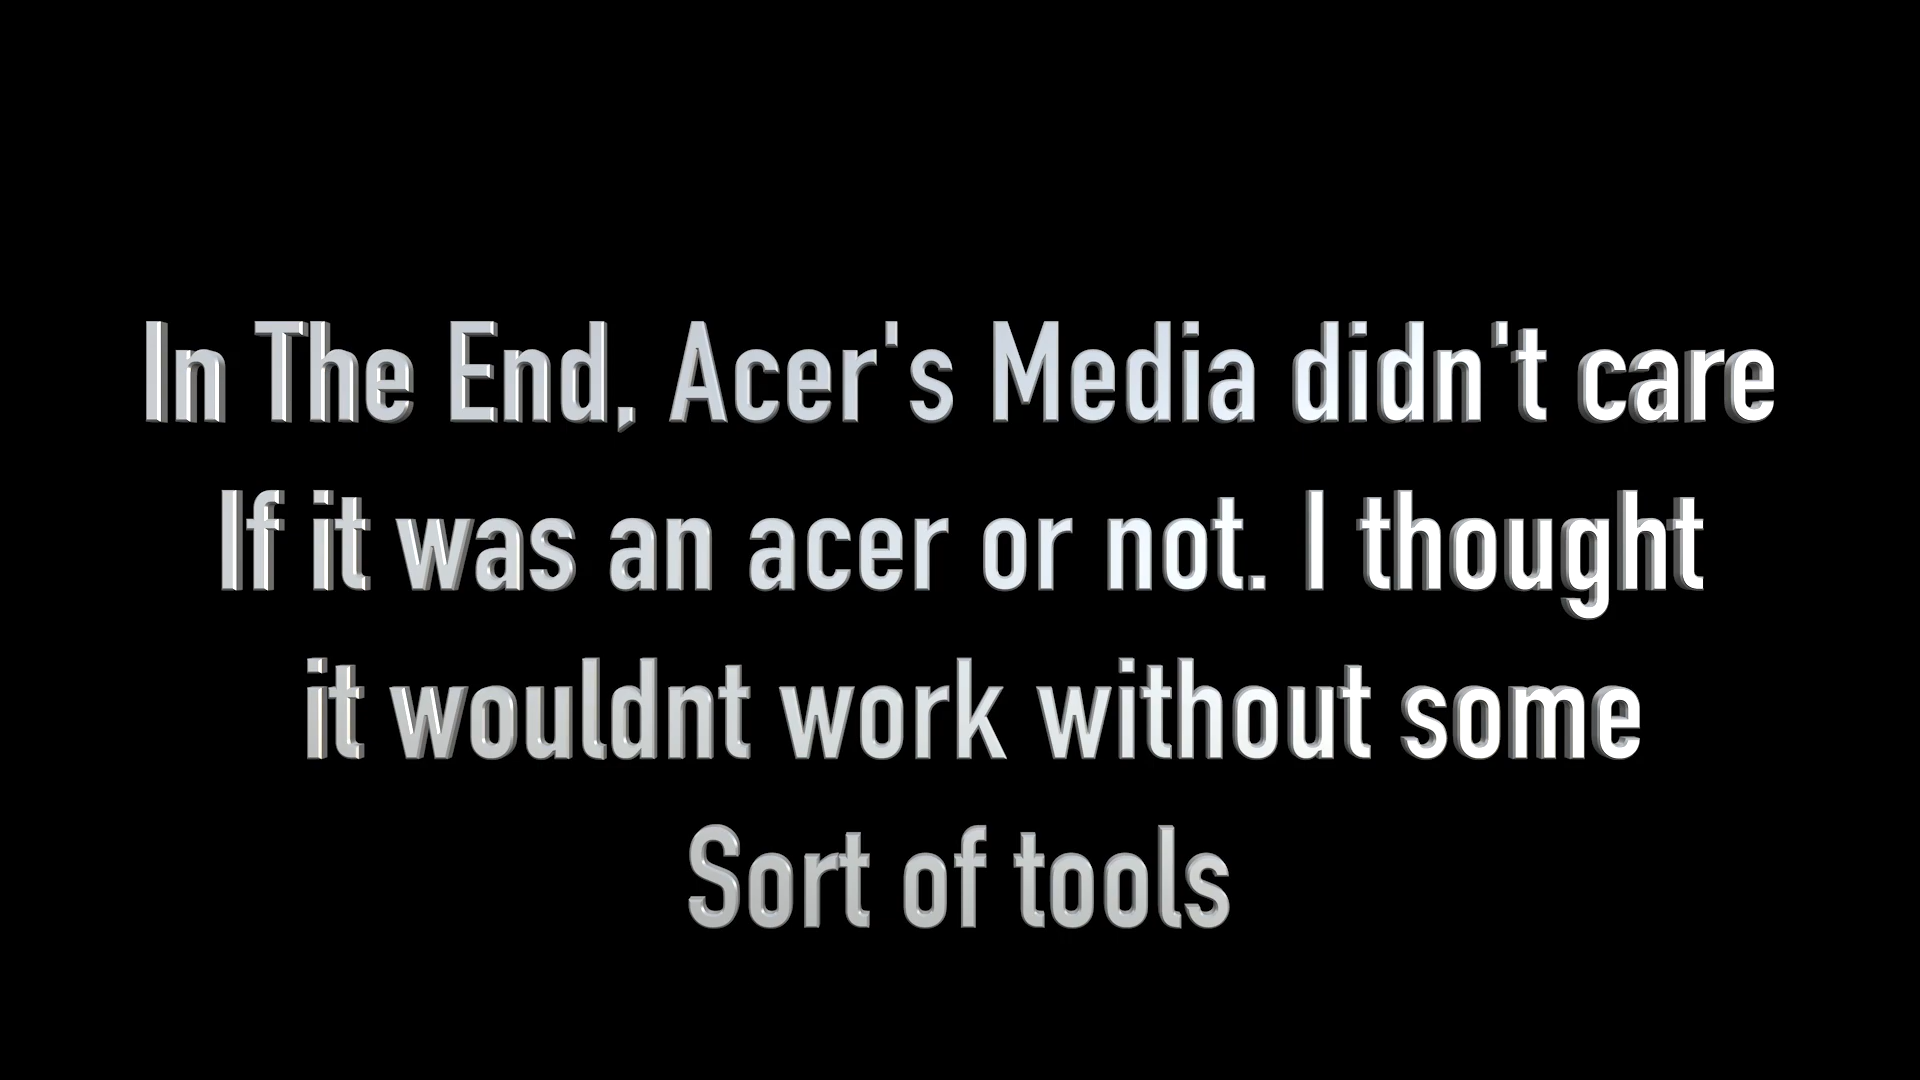 In The End, Acer's Media didn't care
If it was an acer or not. I thought
it wouldnt work without some
Sort of tools